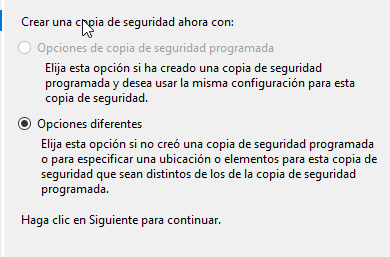 Crear una copia de seguridad ahora con:
Opciones de copia de seguridad programada
Elija esta opción si ha creado una copia de seguridad
programada y desea usar la misma configuración para esta
copia de seguridad.
Opciones diferentes
Elija esta opción si no creó una copia de seguridad programada
o para especificar una ubicación o elementos para esta copia de
seguridad que sean distintos de los de la copia de seguridad
programada.
Haga clic en Siguiente para continuar.